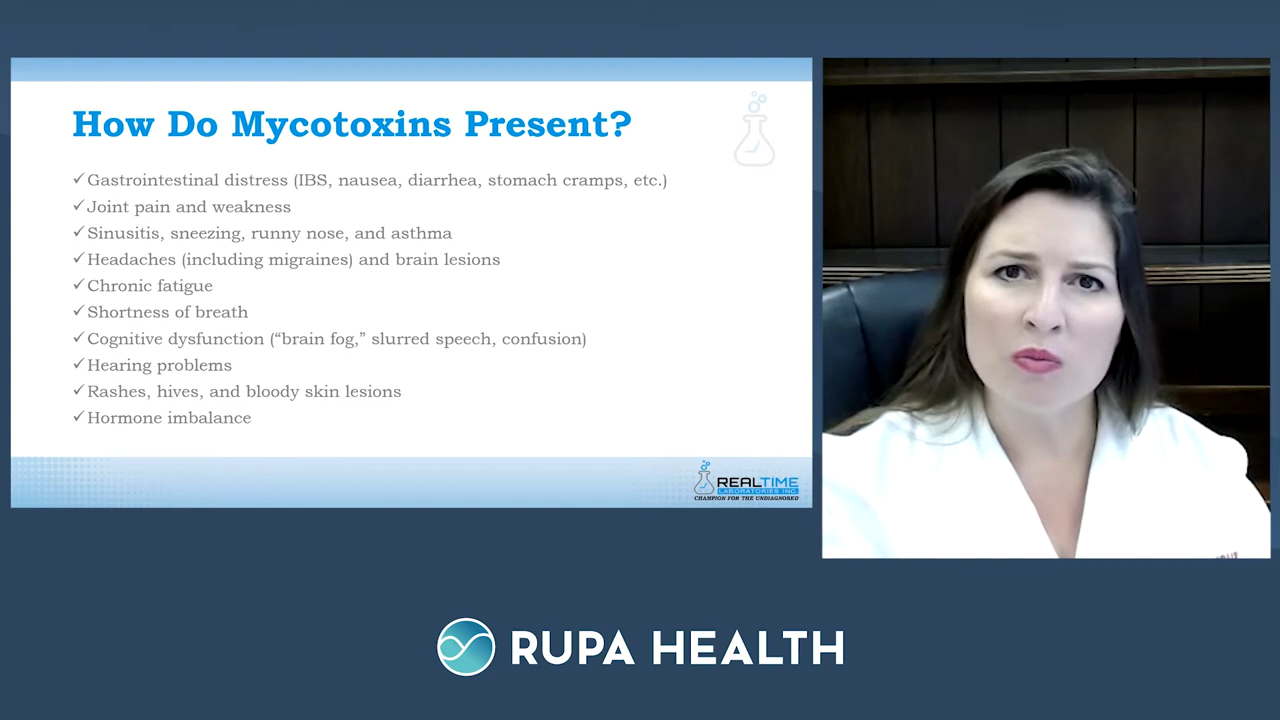 How Do Mycotoxins Present?
✓Gastrointestinal distress (IBS, nausea, diarrhea, stomach cramps, etc.)
✓Joint pain and weakness
✓Sinusitis, sneezing, runny nose, and asthma
✓Headaches (including migraines) and brain lesions
✓Chronic fatigue
✓Shortness of breath
✓Cognitive dysfunction (“brain fog,” slurred speech, confusion)
✓Hearing problems
✓Rashes, hives, and bloody skin lesions
✓Hormone imbalance
REALTIME
LABORATORIES INC.
CHAMPION FOR THE UNDIAGNOSED
RUPA HEALTH